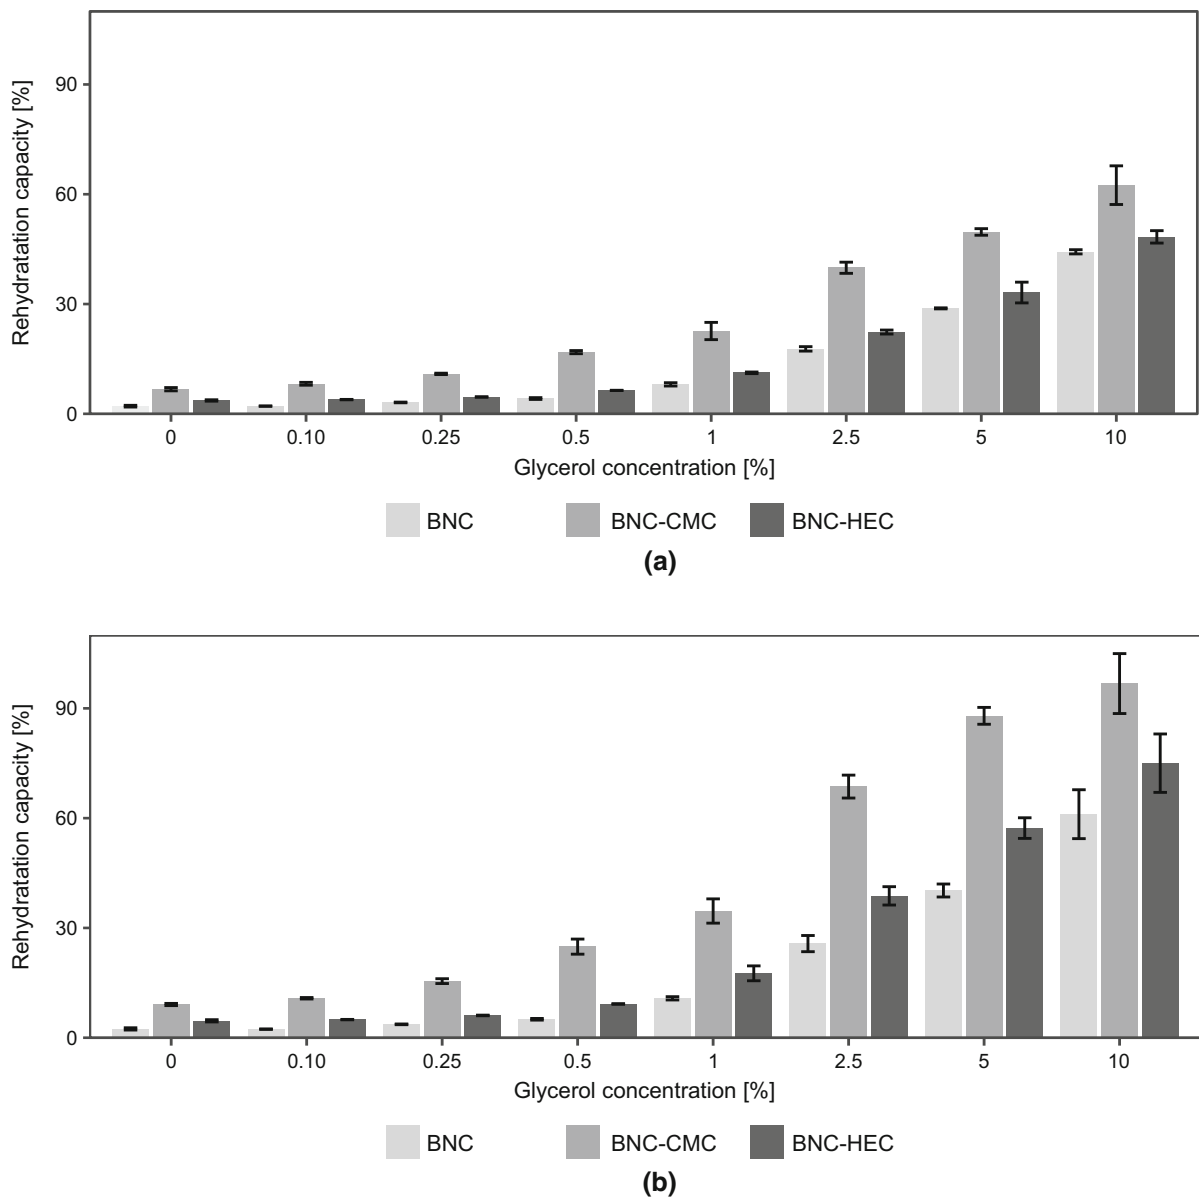 Rehydratation capacity [%]
90
60
30
0
0 0.10 0.25 0.5 1 2.5 5 10
Glycerol concentration [%]
BNC BNC-CMC BNC-HEC
(a)
Rehydratation capacity [%]
90
60
30
0
0 0.10 0.25 0.5 1 2.5 5 10
Glycerol concentration [%]
BNC BNC-CMC BNC-HEC
(b)